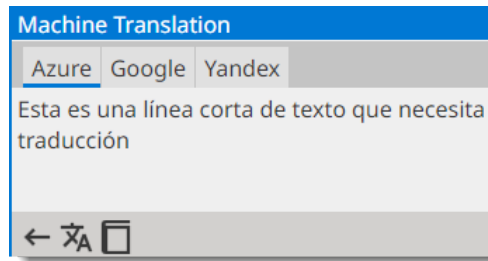 Machine Translation
Azure Google Yandex
Esta es una línea corta de texto que necesita
traducción